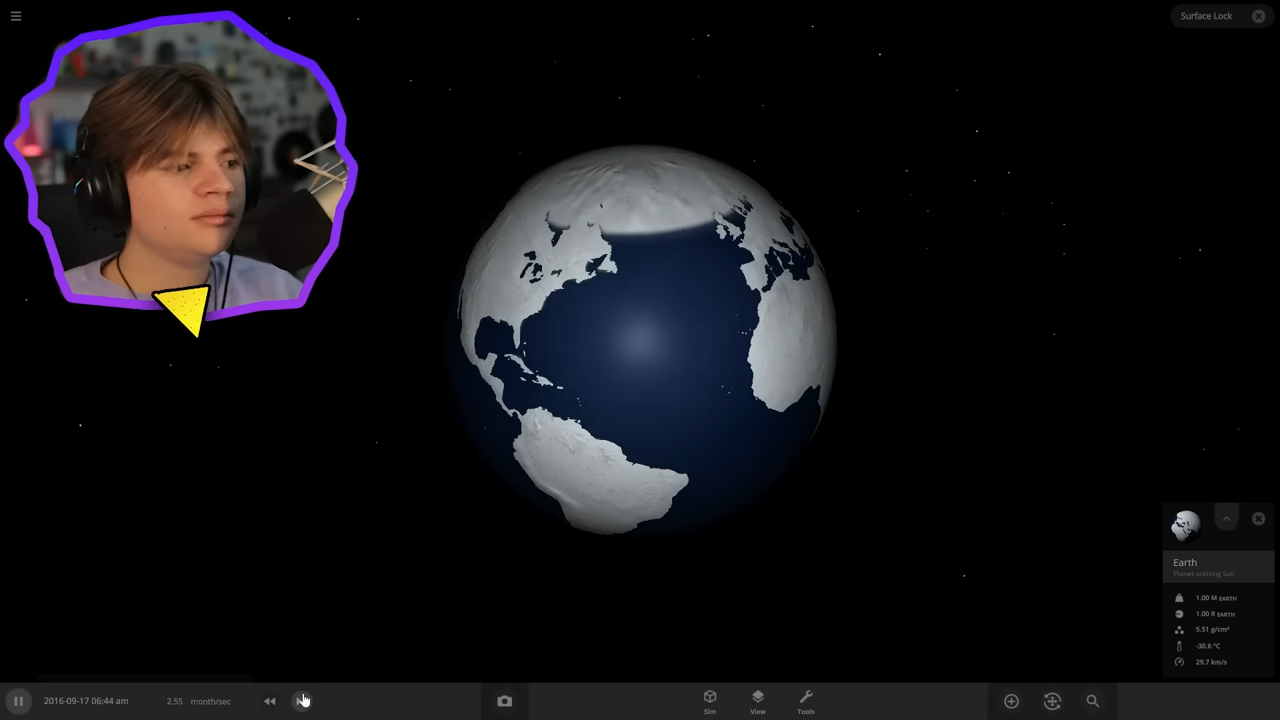 Surface Lock
Earth
Planet orbiting Sun
1.00 M EARTH
1.00 R EARTH
5.51 g/cm³
-30.6 °C
29.7 km/s
2016-09-17 06:44 am
2.55 month/sec
Sim
View
Tools